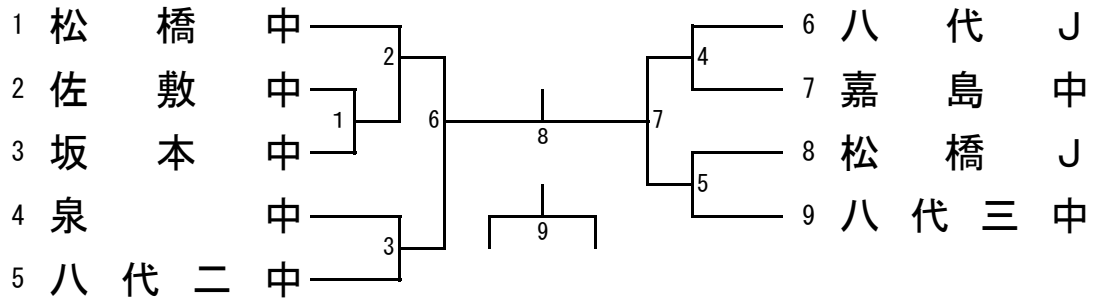 1 松橋中
2 佐敷中
3 坂本中
4 泉中
5 八代二中
1
2
3
6
8
9
7
4
5
6 八代J
7 嘉島中
8 松橋J
9 八代三中